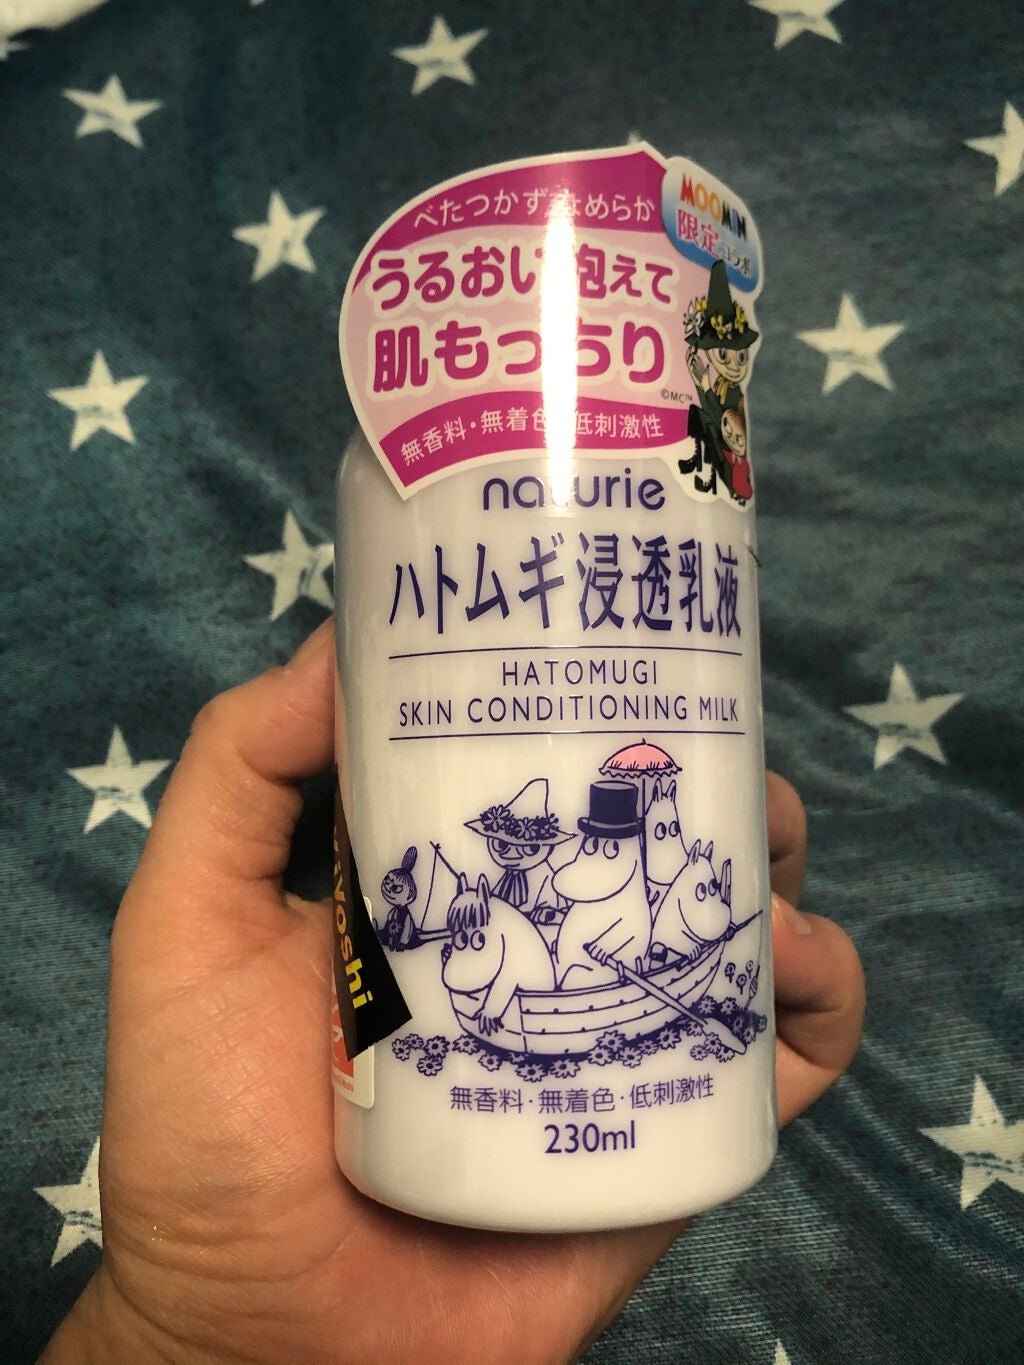 べたつかずなめらか
MOOMIN
限定コラボ
うるおい抱えて
肌もっちり
©MC™
無香料・無着色・低刺激性
naturie
ハトムギ浸透乳液
HATOMUGI
SKIN CONDITIONING MILK
iyoshi
無香料・無着色・低刺激性
230ml